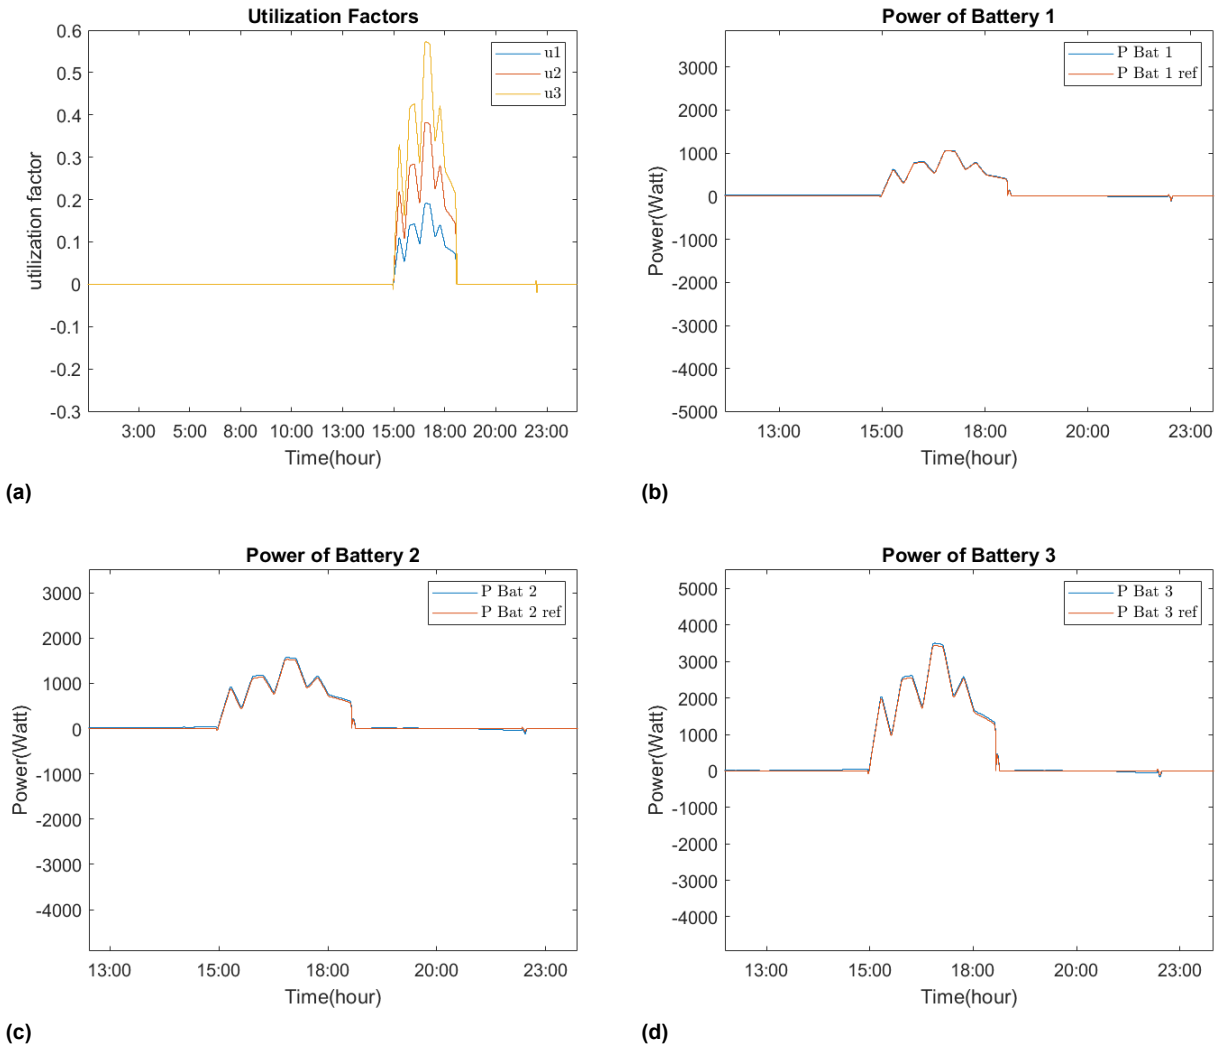 Utilization Factors
0.6
0.5
0.4
0.3
0.2
0.1
0
-0.1
-0.2
-0.3
utilization factor
u1
u2
u3
3:00 5:00 8:00 10:00 13:00 15:00 18:00 20:00 23:00
Time(hour)
(a)
Power of Battery 1
3000
2000
1000
0
-1000
-2000
-3000
-4000
-5000
Power(Watt)
P Bat 1
P Bat 1 ref
13:00 15:00 18:00 20:00 23:00
Time(hour)
(b)
Power of Battery 2
3000
2000
1000
0
-1000
-2000
-3000
-4000
Power(Watt)
P Bat 2
P Bat 2 ref
13:00 15:00 18:00 20:00 23:00
Time(hour)
(c)
Power of Battery 3
5000
4000
3000
2000
1000
0
-1000
-2000
-3000
-4000
Power(Watt)
P Bat 3
P Bat 3 ref
13:00 15:00 18:00 20:00 23:00
Time(hour)
(d)